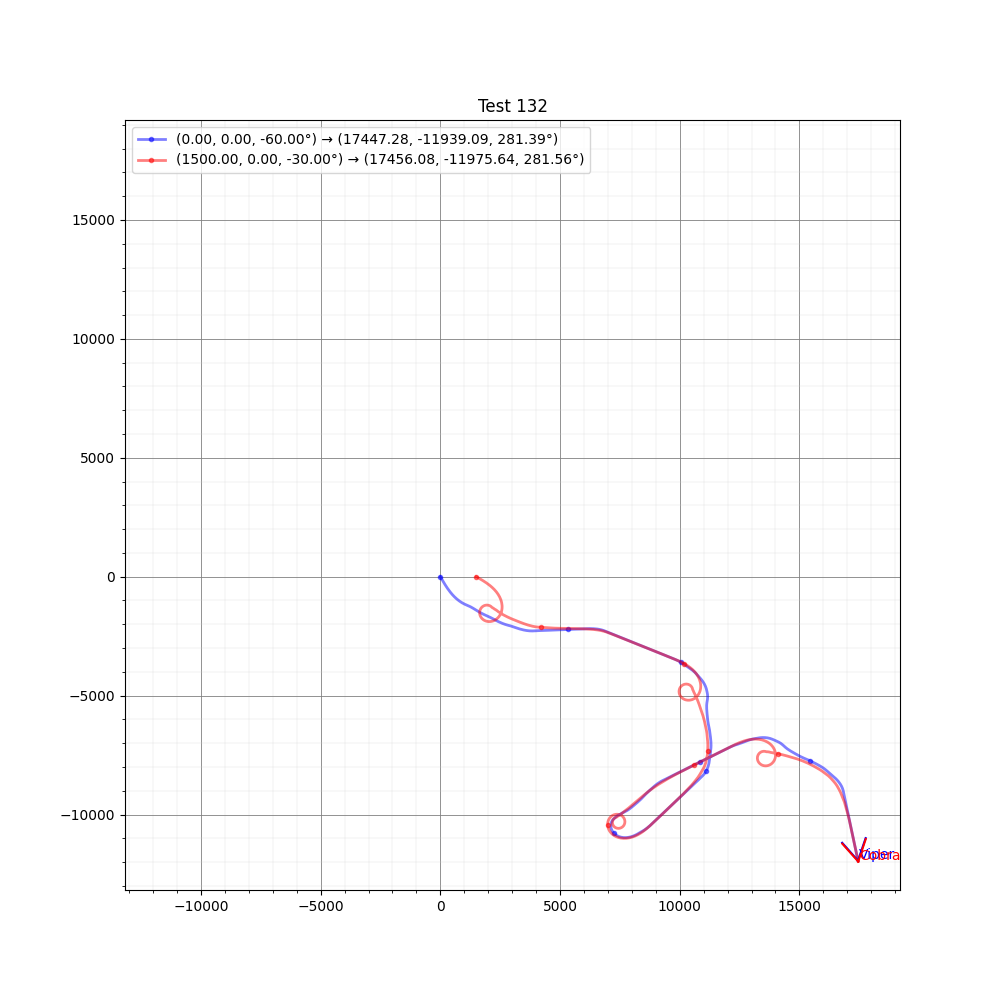 Test 132
(0.00, 0.00, -60.00°) → (17447.28, -11939.09, 281.39°)
(1500.00, 0.00, -30.00°) → (17456.08, -11975.64, 281.56°)
15000
10000
5000
0
−5000
−10000
Viper
Cobra
−10000 −5000 0 5000 10000 15000